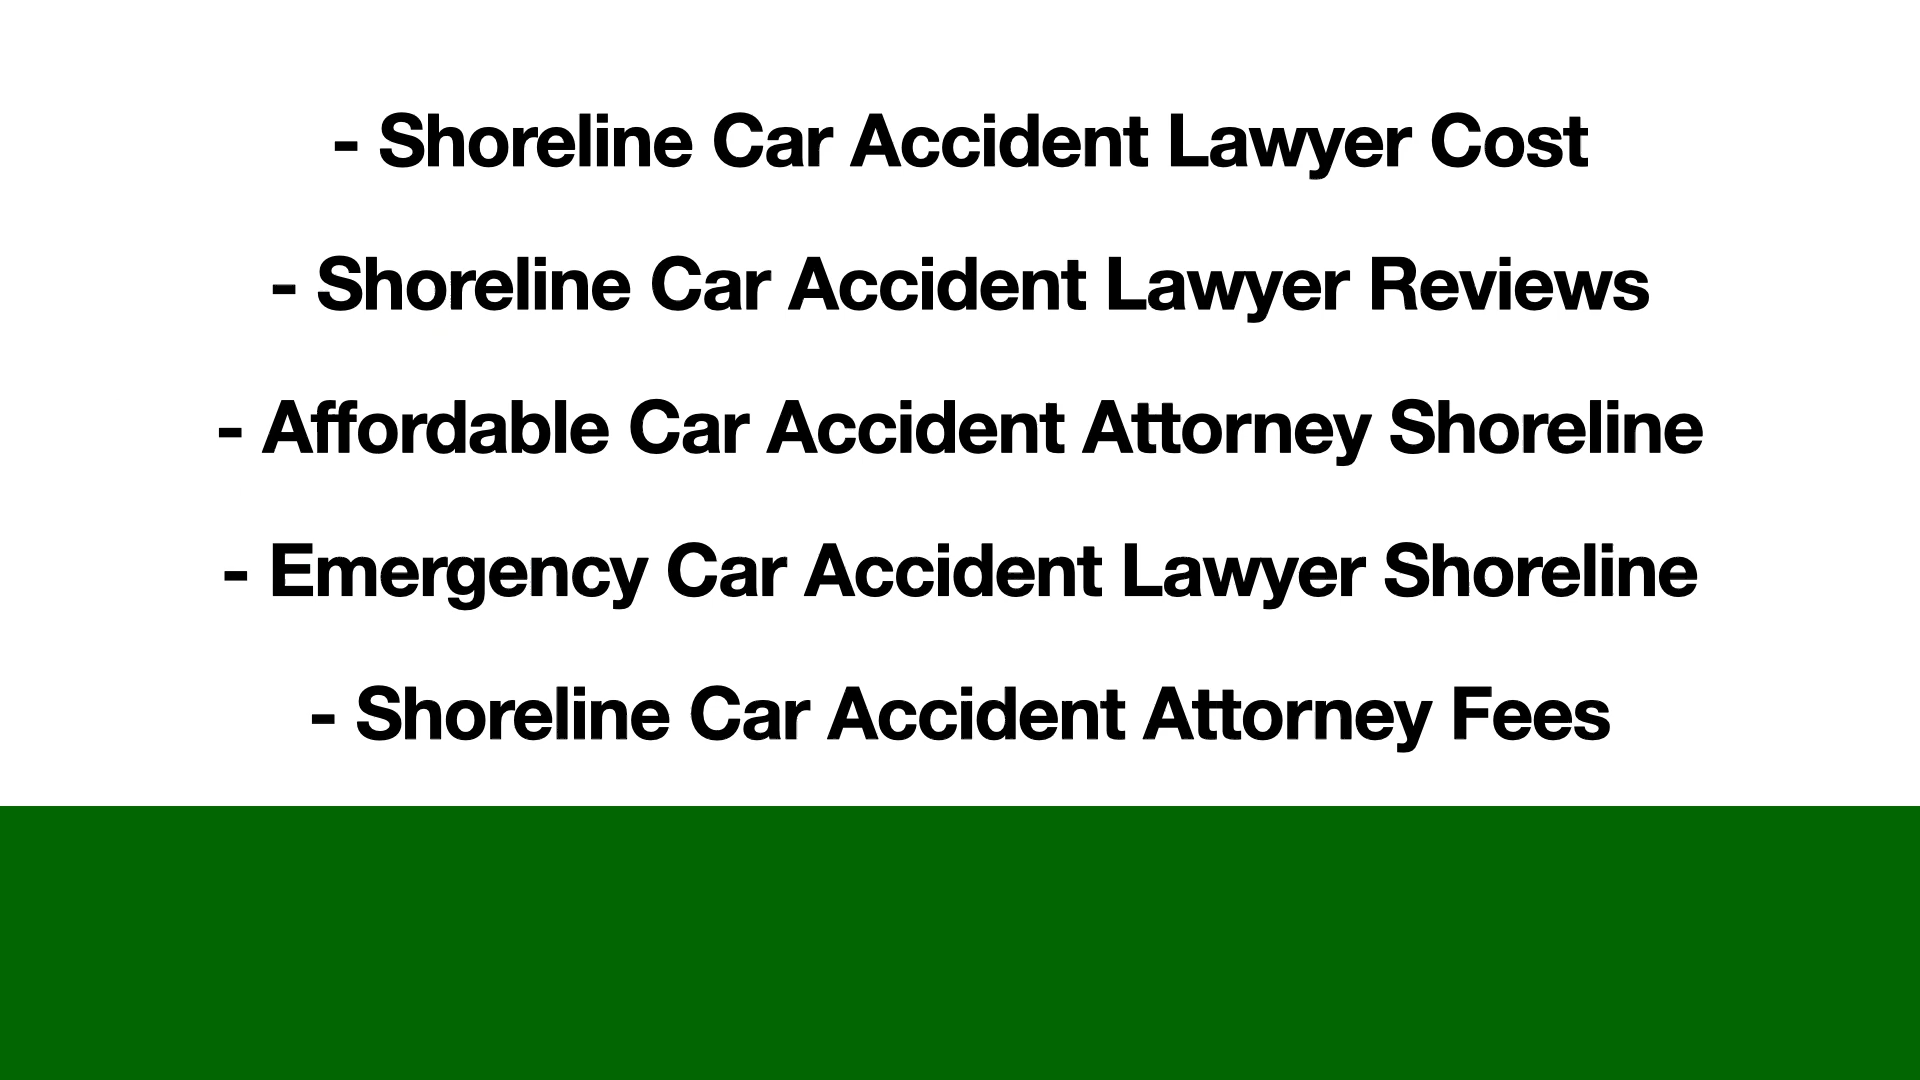 - Shoreline Car Accident Lawyer Cost
- Shoreline Car Accident Lawyer Reviews
- Affordable Car Accident Attorney Shoreline
- Emergency Car Accident Lawyer Shoreline
- Shoreline Car Accident Attorney Fees